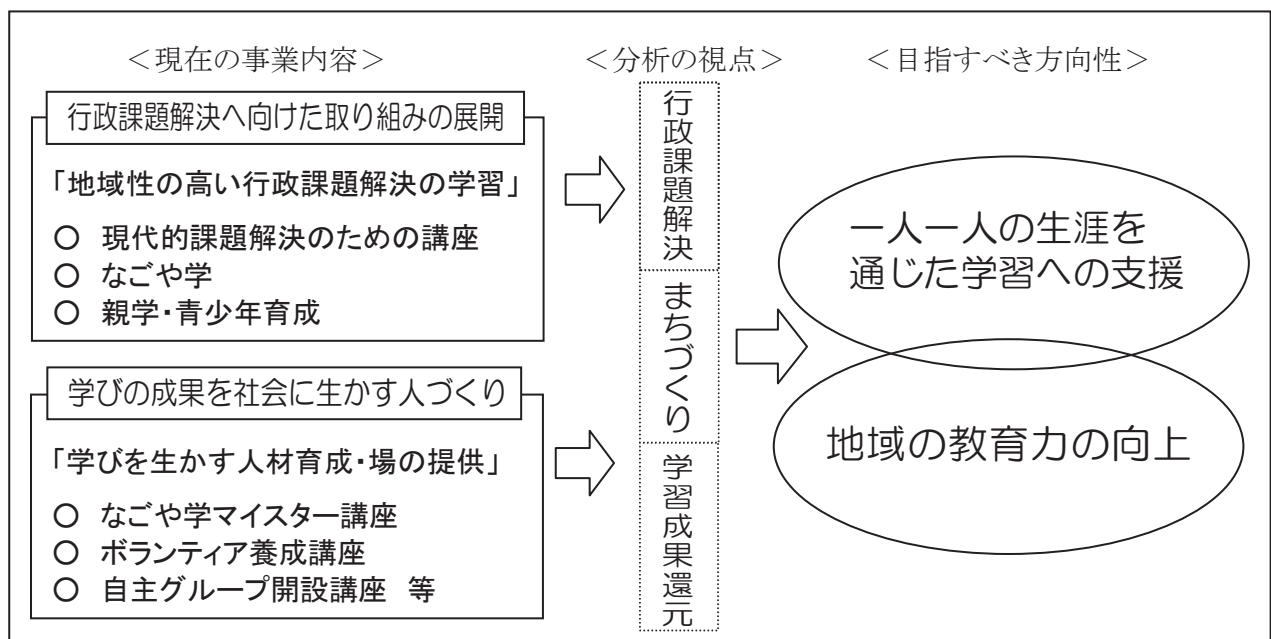 ＜現在の事業内容＞
＜分析の視点＞
＜目指すべき方向性＞
行政課題解決へ向けた取り組みの展開
「地域性の高い行政課題解決の学習」
○ 現代的課題解決のための講座
○ なごや学
○ 親学・青少年育成
学びの成果を社会に生かす人づくり
「学びを生かす人材育成・場の提供」
○ なごや学マイスター講座
○ ボランティア養成講座
○ 自主グループ開設講座 等
行政課題解決
まちづくり
学習成果還元
一人一人の生涯を
通じた学習への支援
地域の教育力の向上